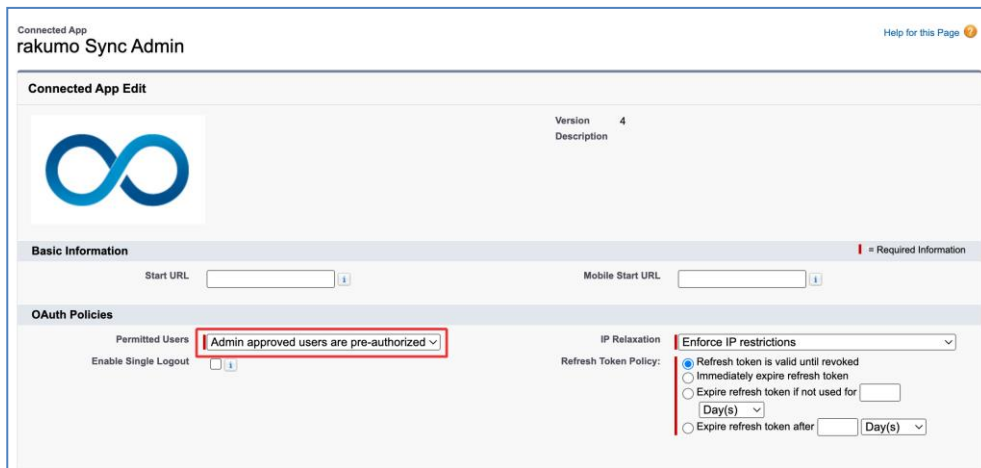 Connected App
rakumo Sync Admin
Help for this Page
Connected App Edit
Version 4
Description
Basic Information
= Required Information
Start URL
Mobile Start URL
OAuth Policies
Permitted Users Admin approved users are pre-authorized
IP Relaxation Enforce IP restrictions
Enable Single Logout
Refresh Token Policy: Refresh token is valid until revoked
Immediately expire refresh token
Expire refresh token if not used for
Day(s)
Expire refresh token after Day(s)